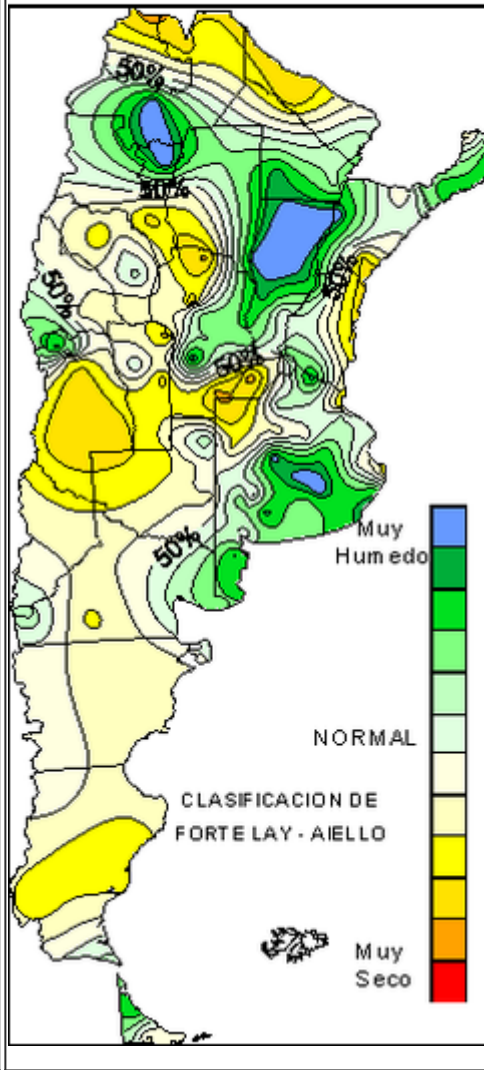 50%
50%
50%
50%
50%
50%
Muy
Humedo
NORMAL
CLASIFICACION DE
FORTE LAY - AIELLO
Muy
Seco